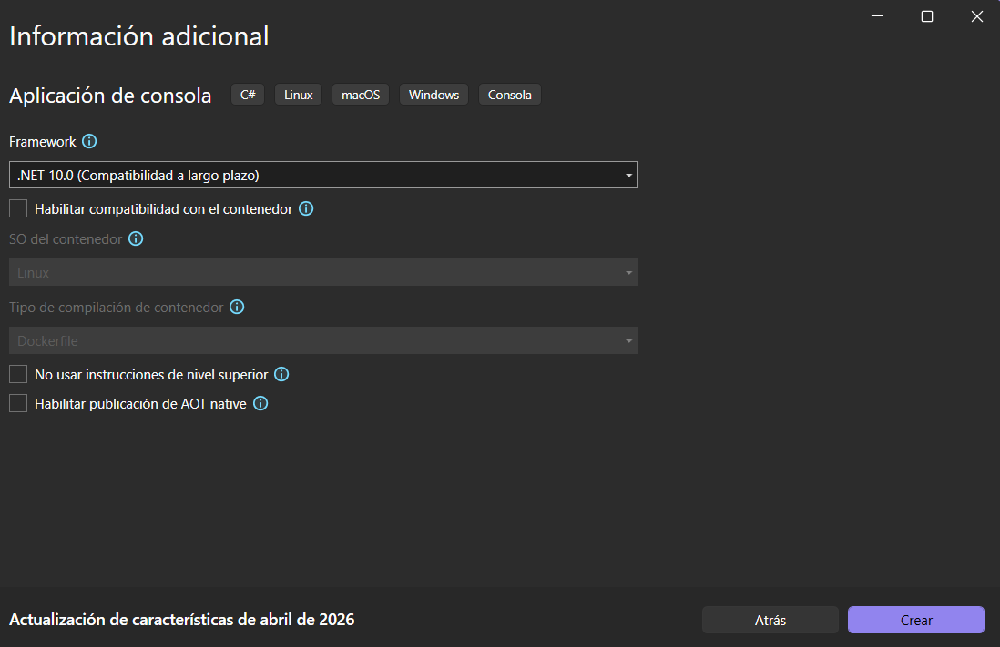 Información adicional
Aplicación de consola C# Linux macOS Windows Consola
Framework
.NET 10.0 (Compatibilidad a largo plazo)
Habilitar compatibilidad con el contenedor
SO del contenedor
Linux
Tipo de compilación de contenedor
Dockerfile
No usar instrucciones de nivel superior
Habilitar publicación de AOT native
Actualización de características de abril de 2026 Atrás Crear